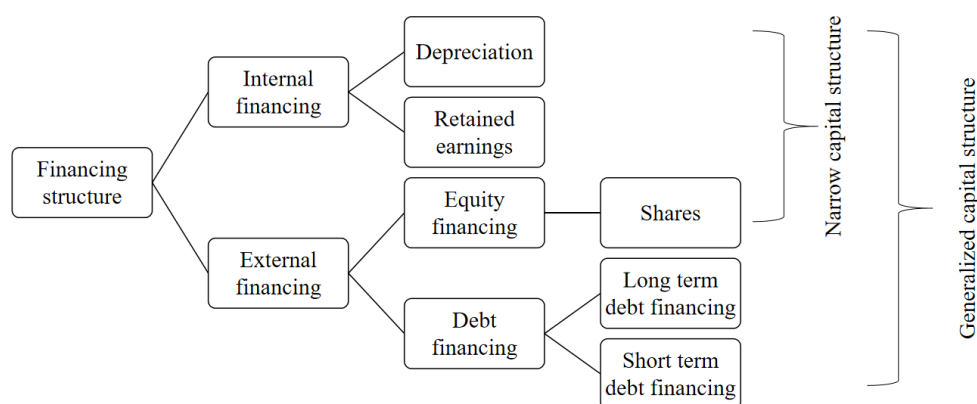 Financing
structure
Internal
financing
External
financing
Depreciation
Retained
earnings
Equity
financing
Debt
financing
Shares
Long term
debt financing
Short term
debt financing
Narrow capital structure
Generalized capital structure